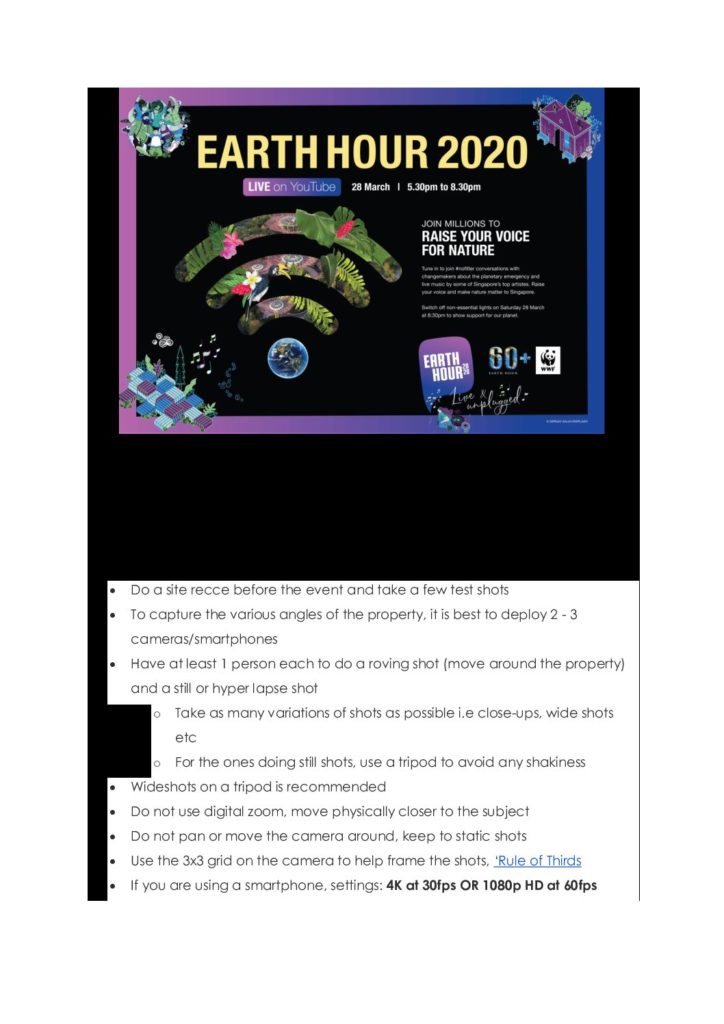 EARTH HOUR 2020
LIVE on YouTube 28 March | 5.30pm to 8.30pm
JOIN MILLIONS TO
RAISE YOUR VOICE
FOR NATURE
Tune in to join #nofilter conversations with
changemakers about the planetary emergency and
live music by some of Singapore's top artistes. Raise
your voice and make nature matter to Singapore.
Switch off non-essential lights on Saturday 28 March
at 8:30pm to show support for our planet.
EARTH
HOUR 2020
60+
EARTH HOUR
WWF
Live &
unplugged
• Do a site recce before the event and take a few test shots
• To capture the various angles of the property, it is best to deploy 2 - 3
cameras/smartphones
• Have at least 1 person each to do a roving shot (move around the property)
and a still or hyper lapse shot
o Take as many variations of shots as possible i.e close-ups, wide shots
etc
o For the ones doing still shots, use a tripod to avoid any shakiness
• Wideshots on a tripod is recommended
• Do not use digital zoom, move physically closer to the subject
• Do not pan or move the camera around, keep to static shots
• Use the 3x3 grid on the camera to help frame the shots, ‘Rule of Thirds
• If you are using a smartphone, settings: 4K at 30fps OR 1080p HD at 60fps